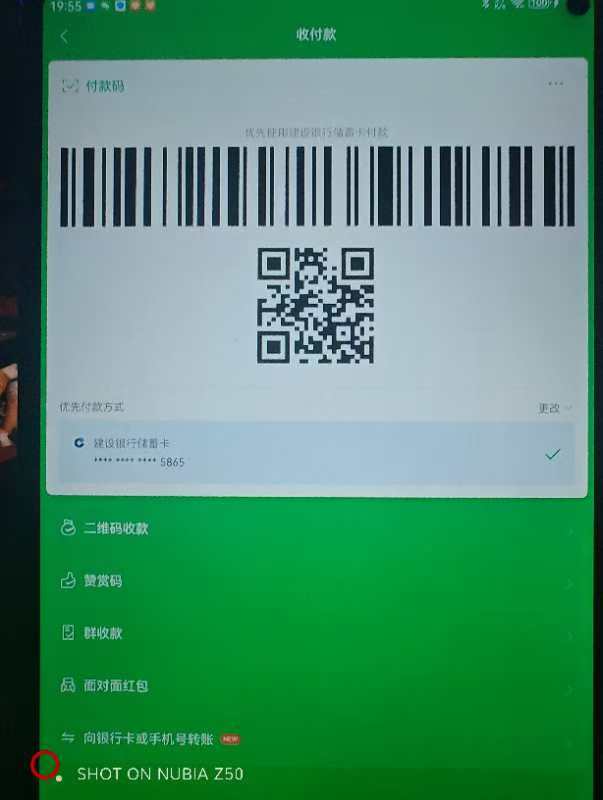 19:55
100
收付款
付款码
优先使用建设银行储蓄卡付款
优先付款方式
更改
建设银行储蓄卡
**** **** **** 5865
二维码收款
赞赏码
群收款
面对面红包
向银行卡或手机号转账 NEW
SHOT ON NUBIA Z50